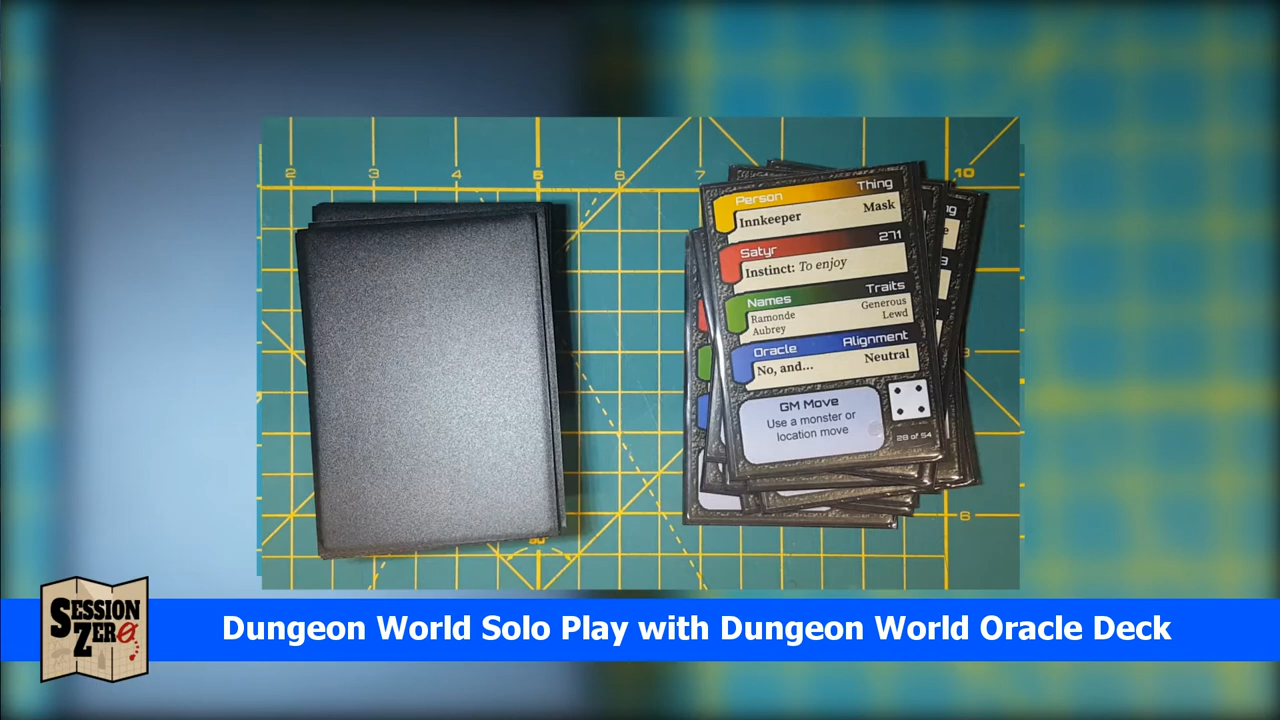 2 3 4 5 6 7 10
Person Thing
Innkeeper Mask
Satyr 271
Instinct: To enjoy
Names Traits
Ramonde Generous
Aubrey Lewd
Oracle Alignment
No, and... Neutral
GM Move
Use a monster or
location move
28 of 54
6
SESSION
ZERO
Dungeon World Solo Play with Dungeon World Oracle Deck